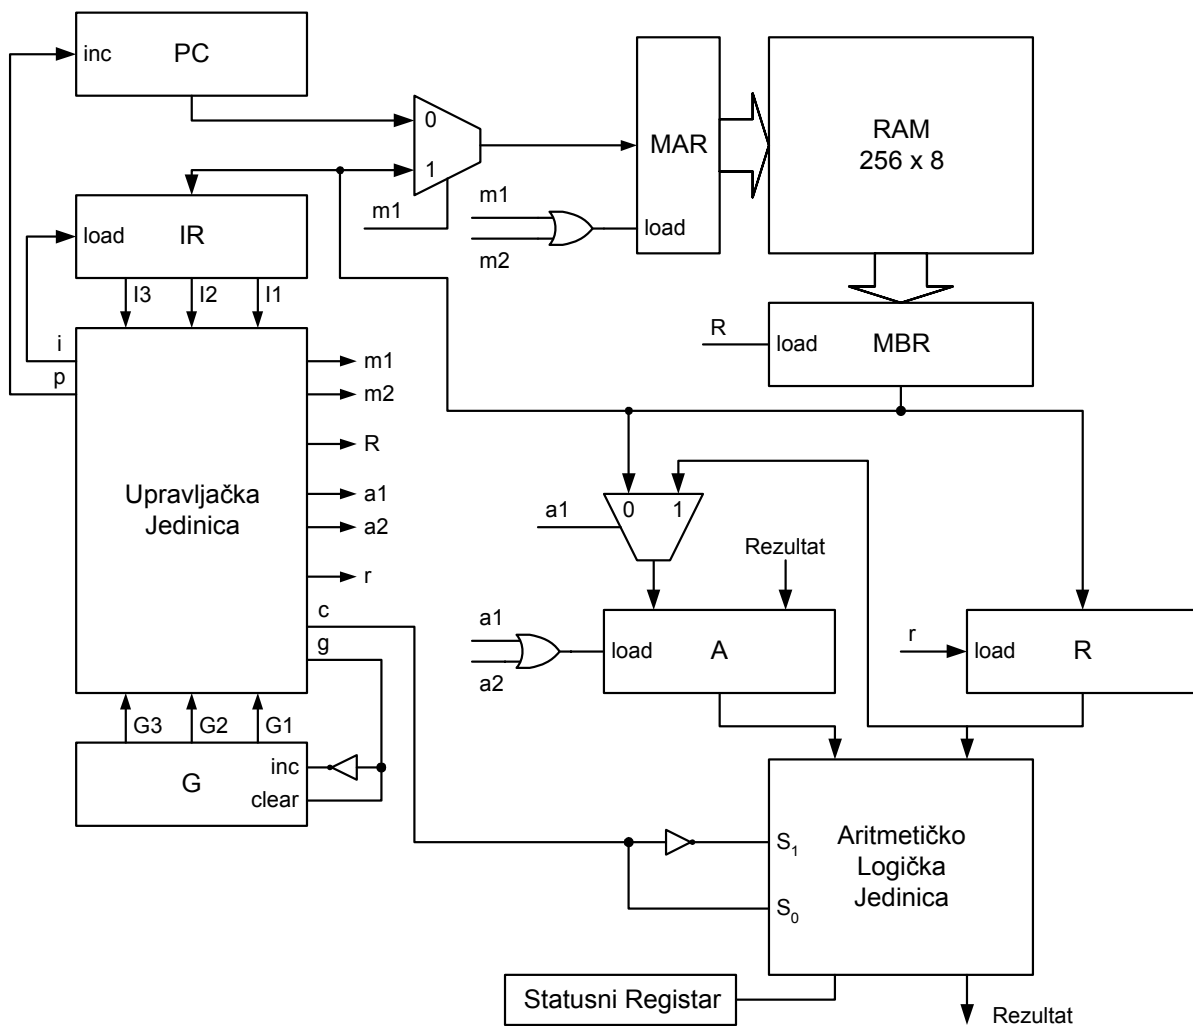 inc
PC
0
1
m1
m1
m2
MAR
load
RAM
256 x 8
load
IR
I3
I2
I1
R
load
MBR
i
p
m1
m2
R
a1
a2
r
c
g
Upravljačka
Jedinica
a1
0
1
Rezultat
a1
a2
load
A
r
load
R
G3
G2
G1
inc
G
clear
S1
S0
Aritmetičko
Logička
Jedinica
Statusni Registar
Rezultat